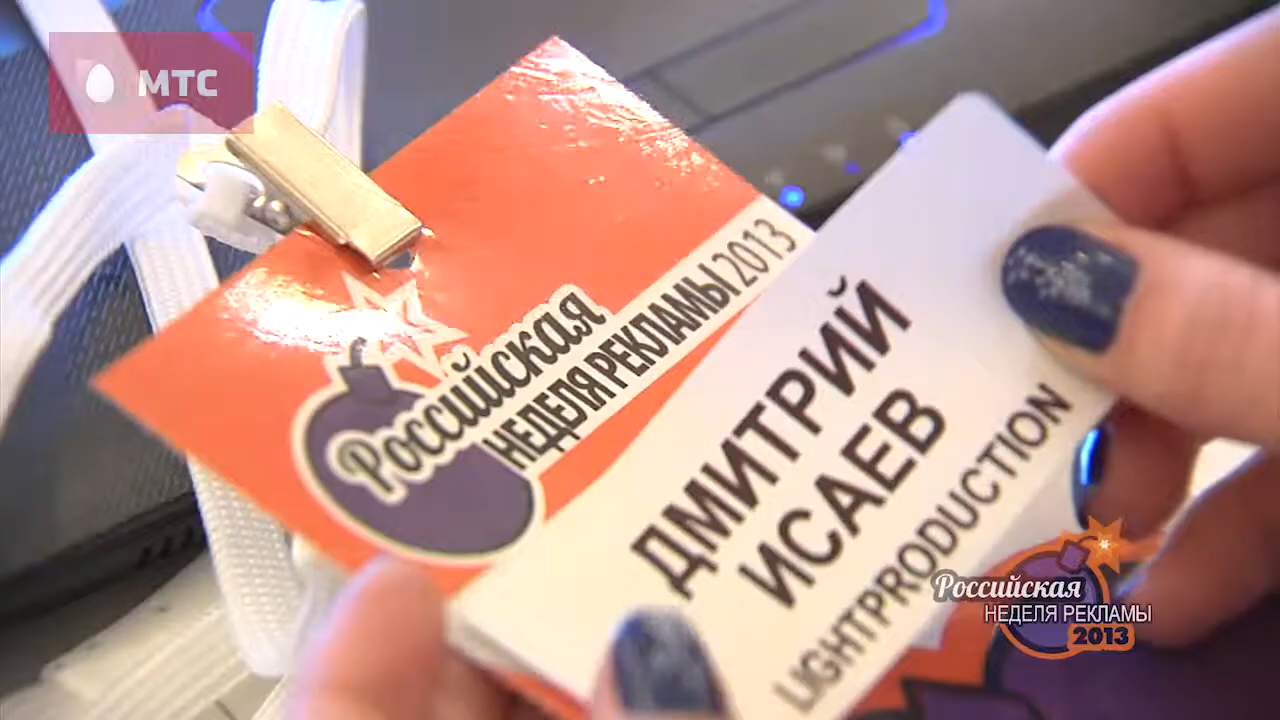 МТС
Российская
НЕДЕЛЯ РЕКЛАМЫ 2013
ДМИТРИЙ
ИСАЕВ
LIGHTPRODUCTION
Российская
НЕДЕЛЯ РЕКЛАМЫ
2013